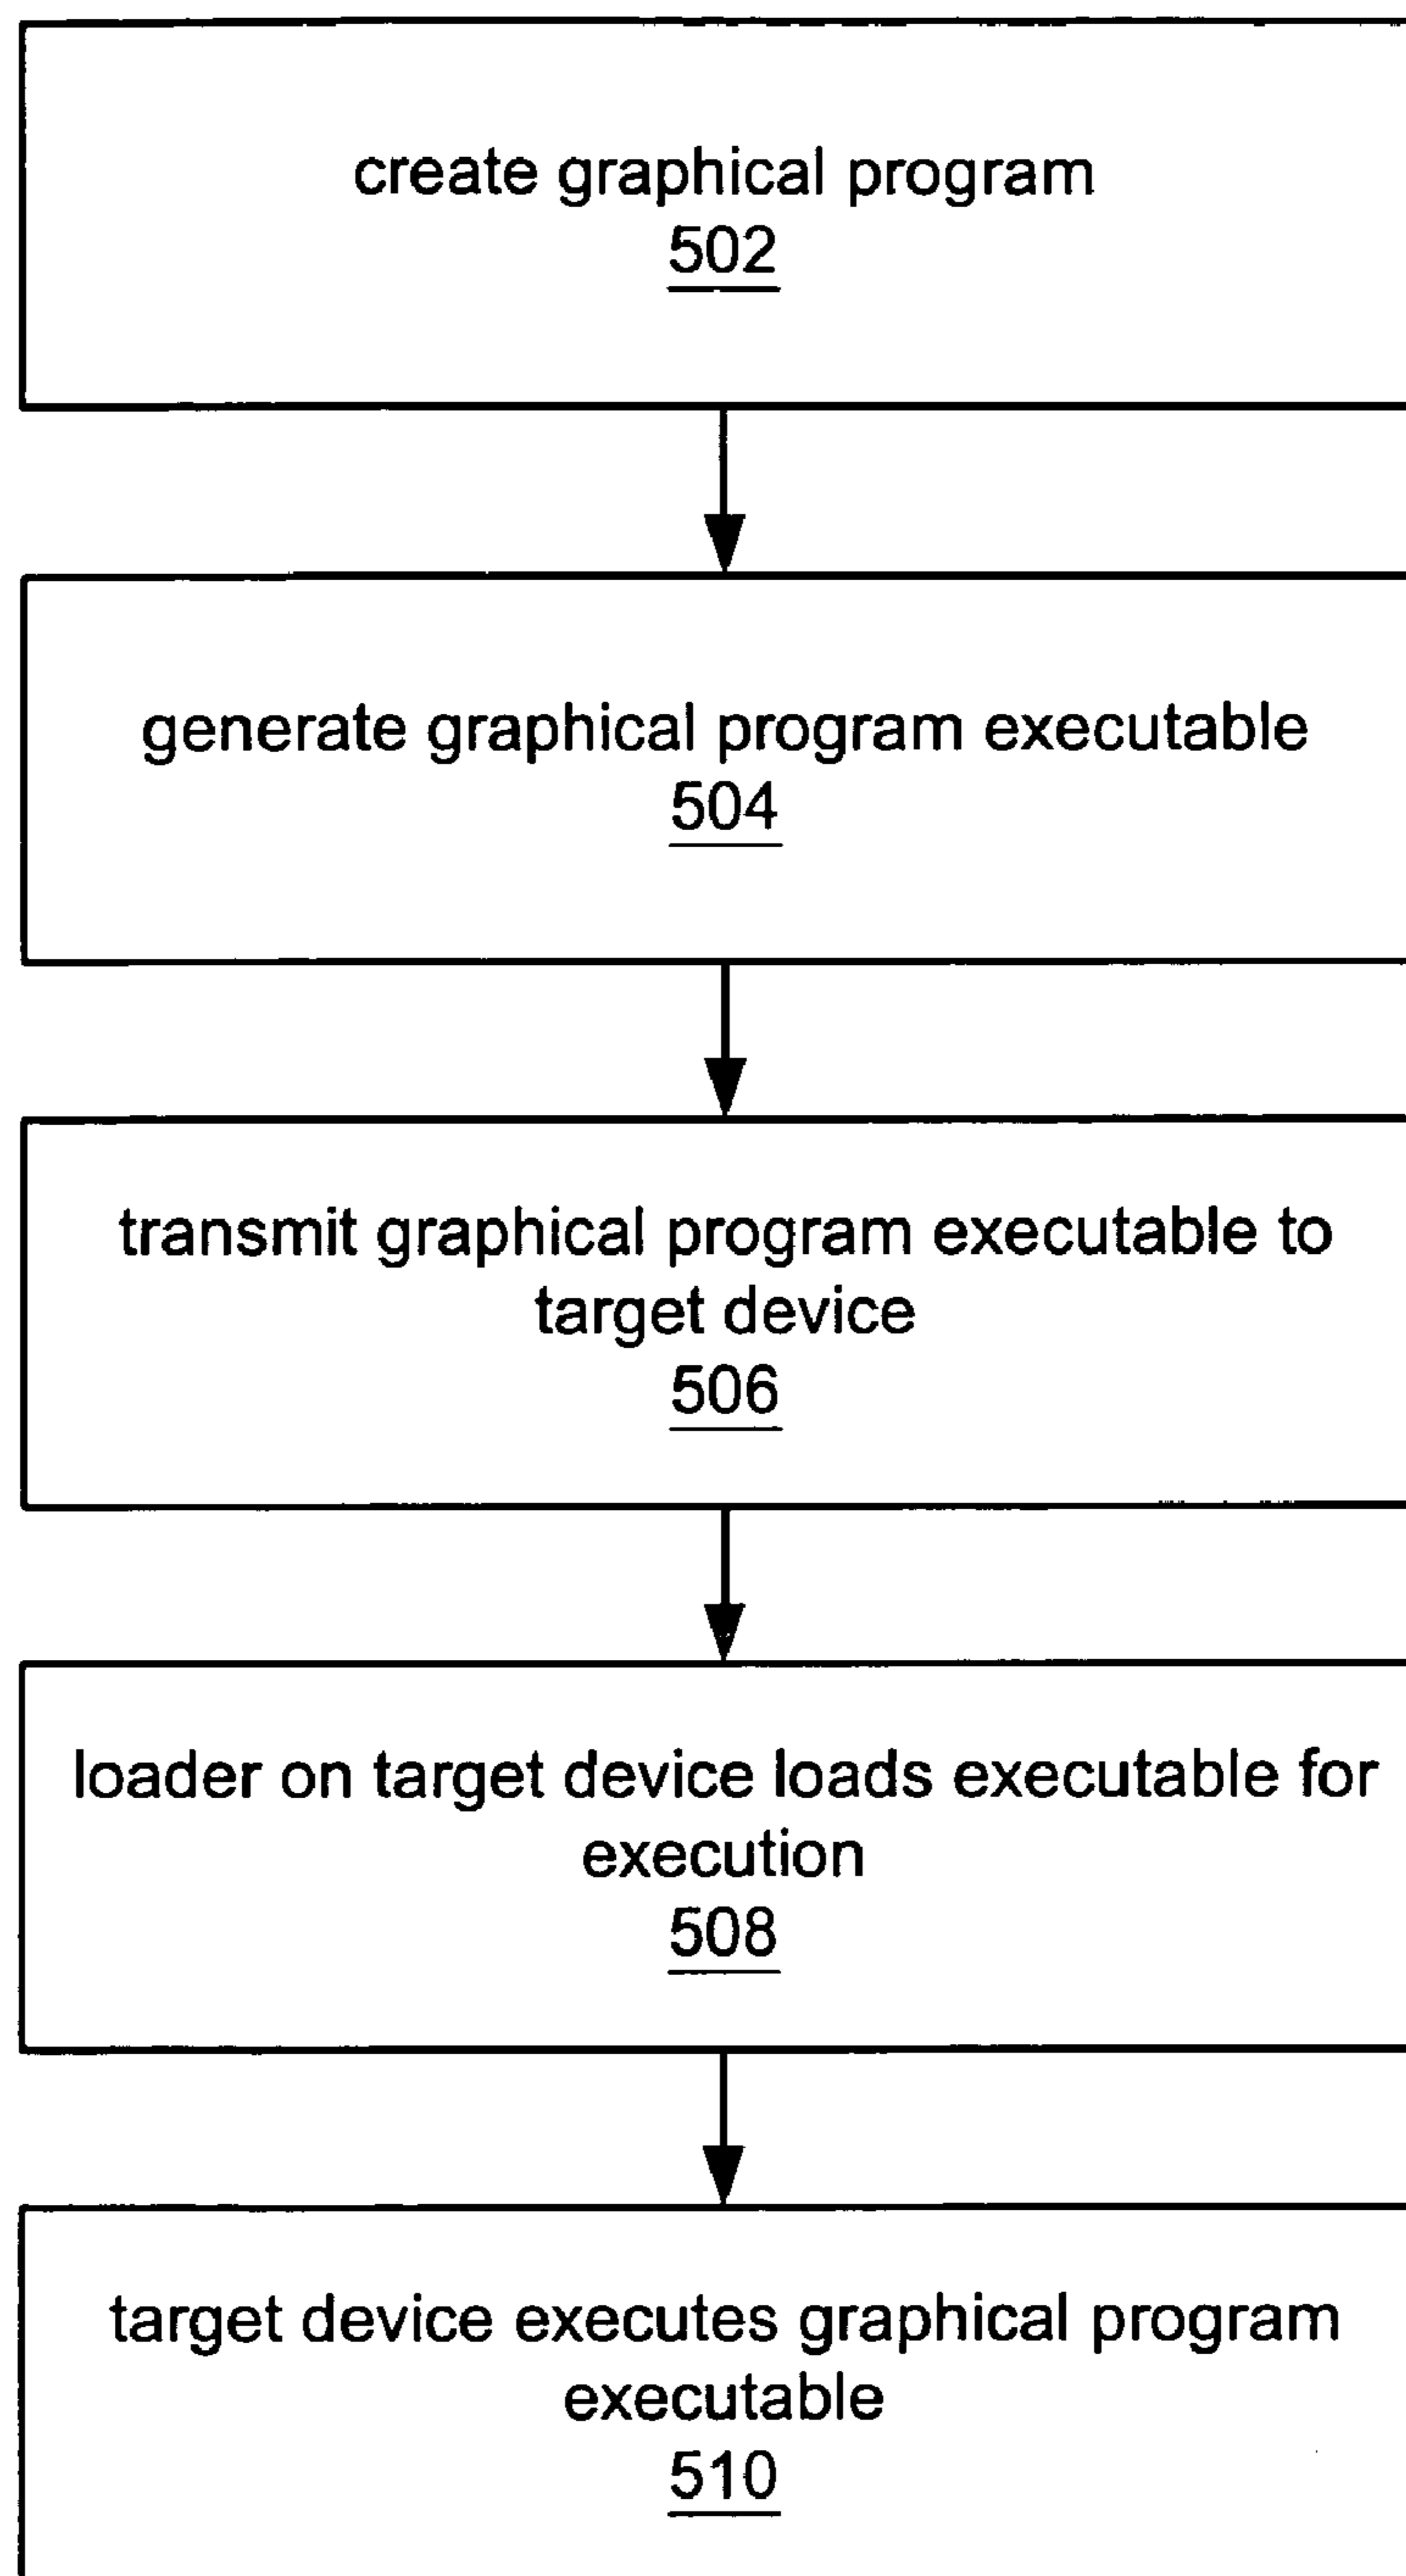 create graphical program
502
generate graphical program executable
504
transmit graphical program executable to
target device
506
loader on target device loads executable for
execution
508
target device executes graphical program
executable
510